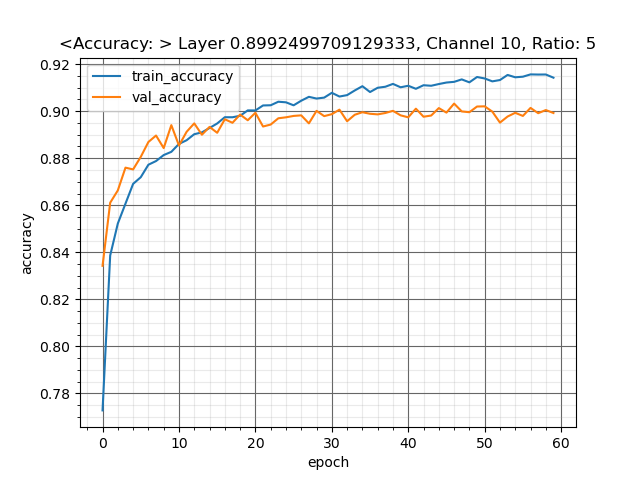 <Accuracy: > Layer 0.8992499709129333, Channel 10, Ratio: 5
train_accuracy
val_accuracy
accuracy
0.92
0.90
0.88
0.86
0.84
0.82
0.80
0.78
0 10 20 30 40 50 60
epoch